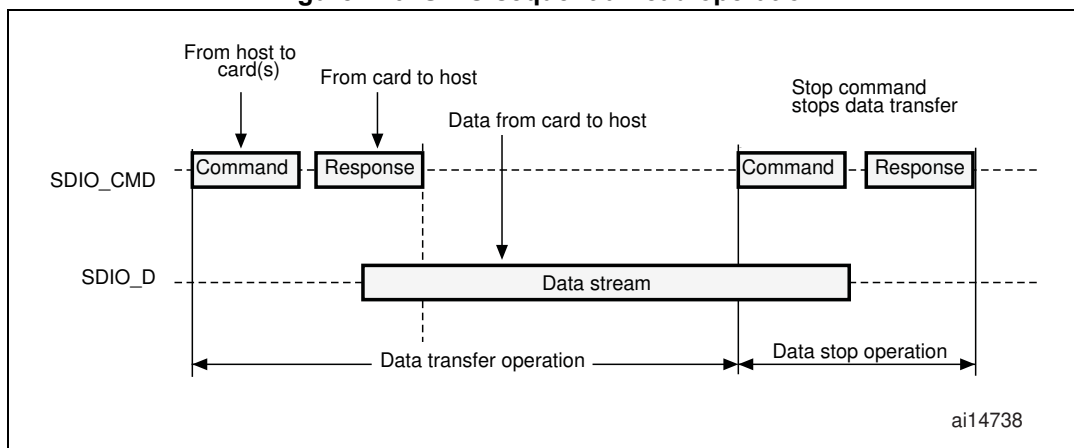 From host to
card(s)
From card to host
Data from card to host
Stop command
stops data transfer
SDIO_CMD
Command
Response
Command
Response
SDIO_D
Data stream
Data transfer operation
Data stop operation
ai14738